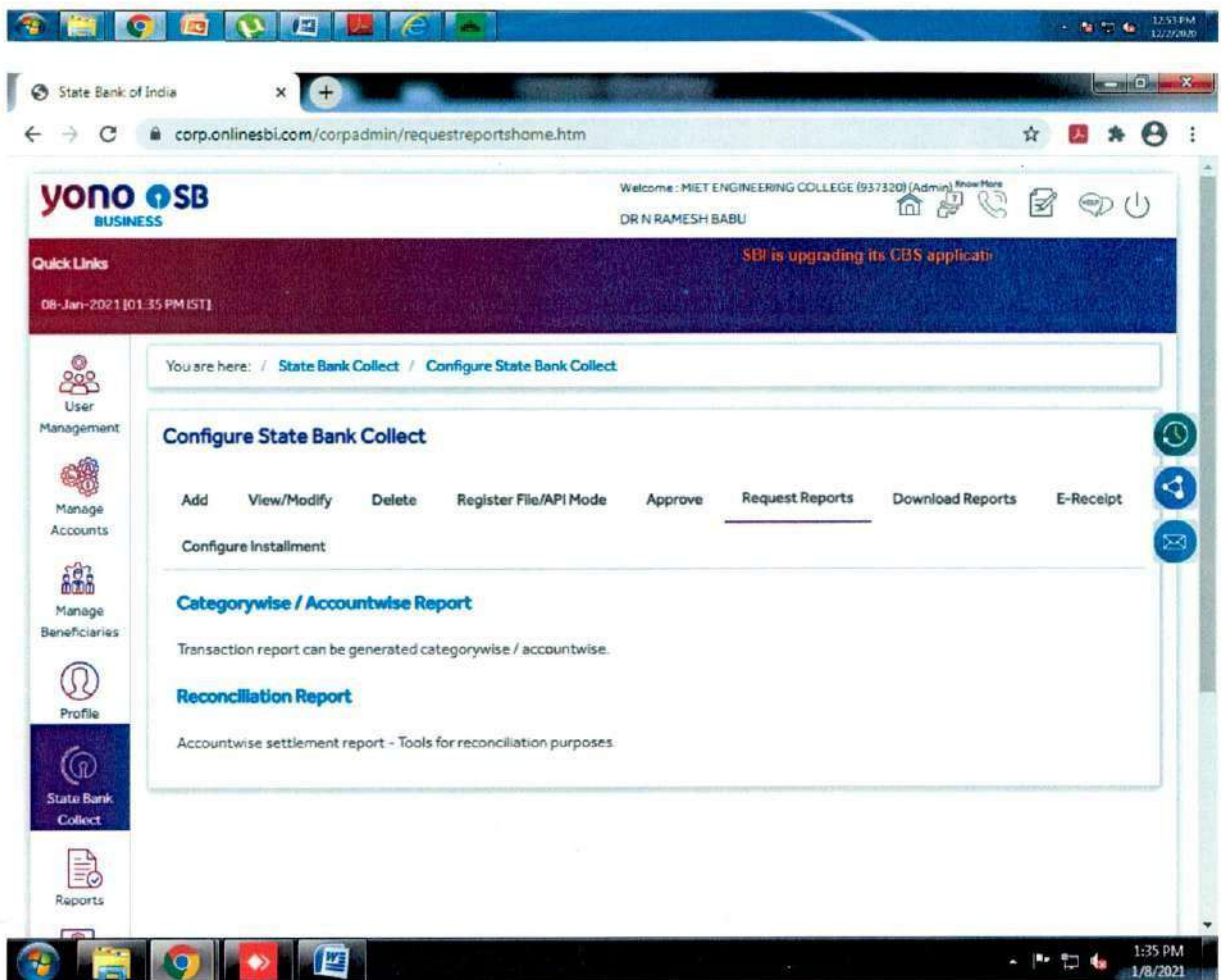 12:53 PM
12/2/2020
State Bank of India
corp.onlinesbi.com/corpadmin/requestreportshome.htm
yono SB
BUSINESS
Welcome : MIET ENGINEERING COLLEGE (937320) (Admin) Know More
DR N RAMESH BABU
HELP
Quick Links
SBI is upgrading its CBS applicati
08-Jan-2021 [01:35 PM IST]
You are here: / State Bank Collect / Configure State Bank Collect
User
Management
Manage
Accounts
Manage
Beneficiaries
Profile
State Bank
Collect
Reports
Configure State Bank Collect
Add View/Modify Delete Register File/API Mode Approve Request Reports Download Reports E-Receipt
Configure Installment
Categorywise / Accountwise Report
Transaction report can be generated categorywise / accountwise.
Reconciliation Report
Accountwise settlement report - Tools for reconciliation purposes
1:35 PM
1/8/2021